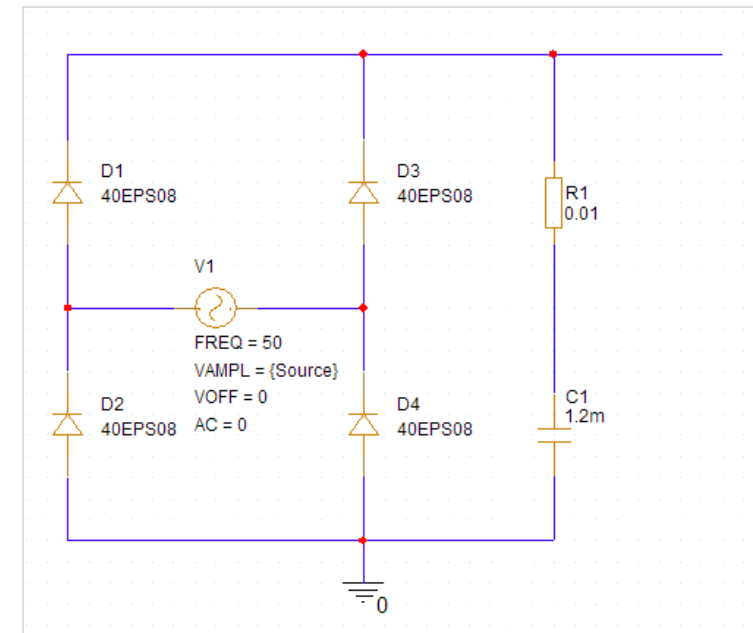 D1
40EPS08
D3
40EPS08
R1
0.01
V1
FREQ = 50
VAMPL = {Source}
VOFF = 0
AC = 0
D2
40EPS08
D4
40EPS08
C1
1.2m
0